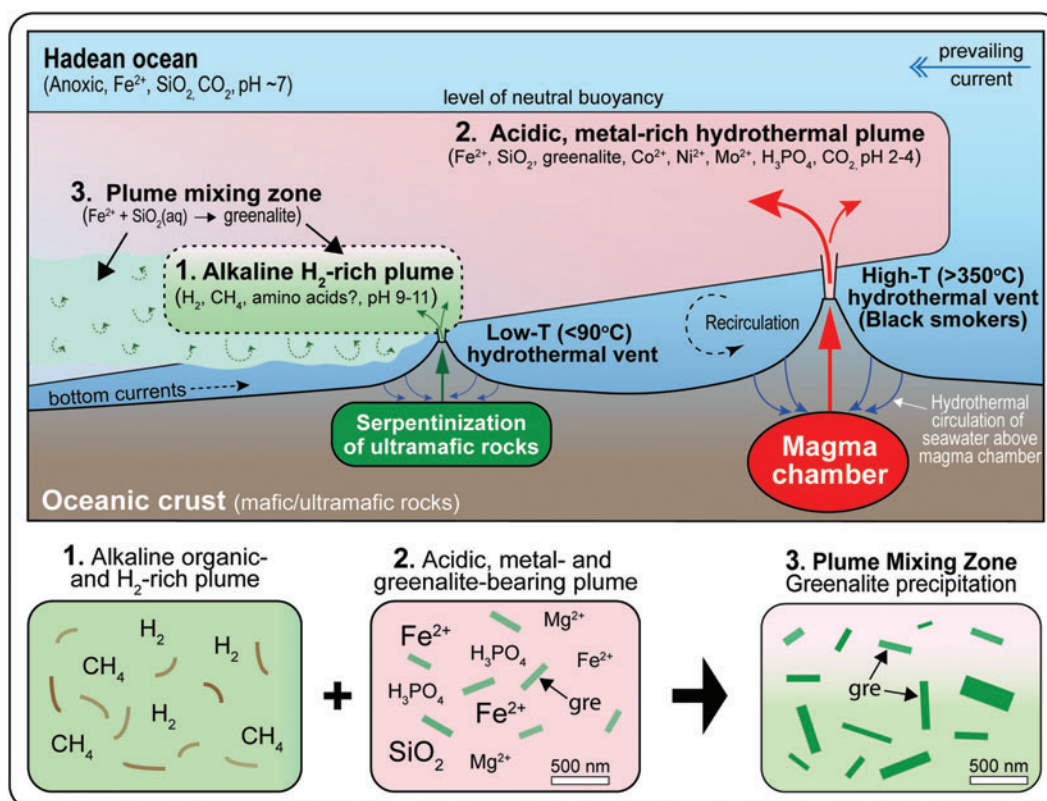 Hadean ocean
(Anoxic, Fe²⁺, SiO₂, CO₂, pH ~7)
prevailing
current
level of neutral buoyancy
2. Acidic, metal-rich hydrothermal plume
(Fe²⁺, SiO₂, greenalite, Co²⁺, Ni²⁺, Mo²⁺, H₃PO₄, CO₂, pH 2-4)
3. Plume mixing zone
(Fe²⁺ + SiO₂(aq) → greenalite)
1. Alkaline H₂-rich plume
(H₂, CH₄, amino acids?, pH 9-11)
Low-T (<90°C)
hydrothermal vent
Recirculation
High-T (>350°C)
hydrothermal vent
(Black smokers)
bottom currents
Serpentinization
of ultramafic rocks
Magma
chamber
Hydrothermal
circulation of
seawater above
magma chamber
Oceanic crust (mafic/ultramafic rocks)
1. Alkaline organic-
and H₂-rich plume
H₂
H₂
CH₄
H₂
CH₄
CH₄
+
2. Acidic, metal- and
greenalite-bearing plume
Fe²⁺
Mg²⁺
H₃PO₄
Fe²⁺
H₃PO₄
Fe²⁺
gre
SiO₂
Mg²⁺
500 nm
3. Plume Mixing Zone
Greenalite precipitation
gre
500 nm